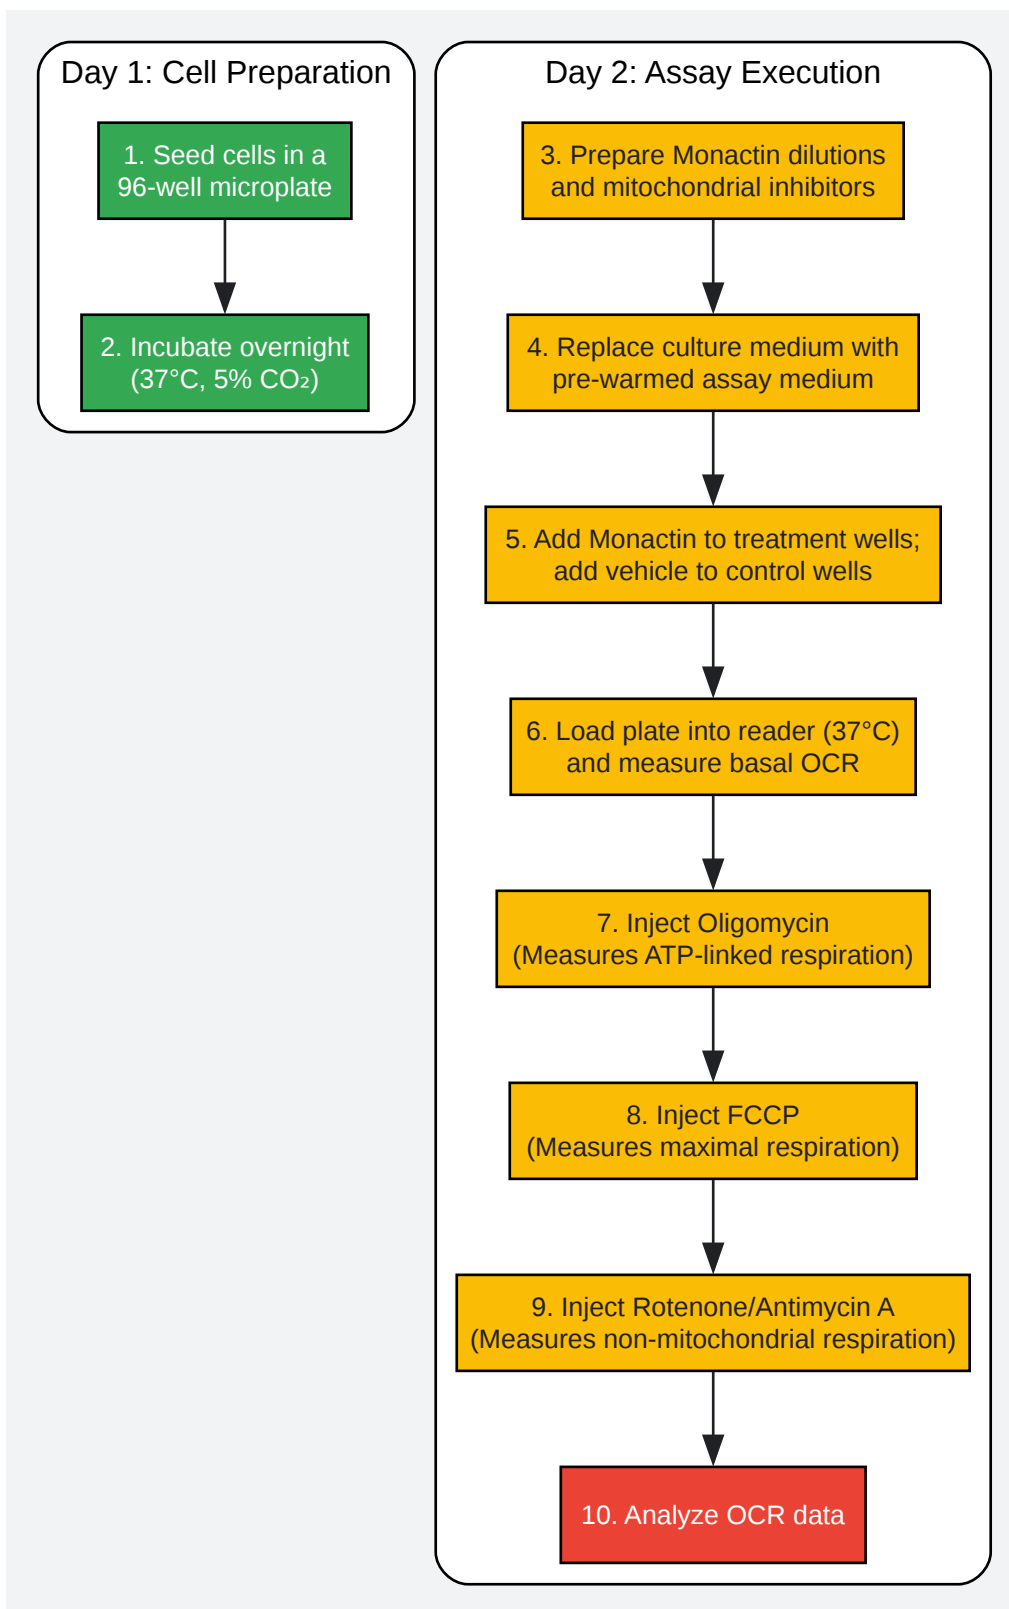 Day 1: Cell Preparation
1. Seed cells in a
96-well microplate
2. Incubate overnight
(37°C, 5% CO₂)
Day 2: Assay Execution
3. Prepare Monactin dilutions
and mitochondrial inhibitors
4. Replace culture medium with
pre-warmed assay medium
5. Add Monactin to treatment wells;
add vehicle to control wells
6. Load plate into reader (37°C)
and measure basal OCR
7. Inject Oligomycin
(Measures ATP-linked respiration)
8. Inject FCCP
(Measures maximal respiration)
9. Inject Rotenone/Antimycin A
(Measures non-mitochondrial respiration)
10. Analyze OCR data